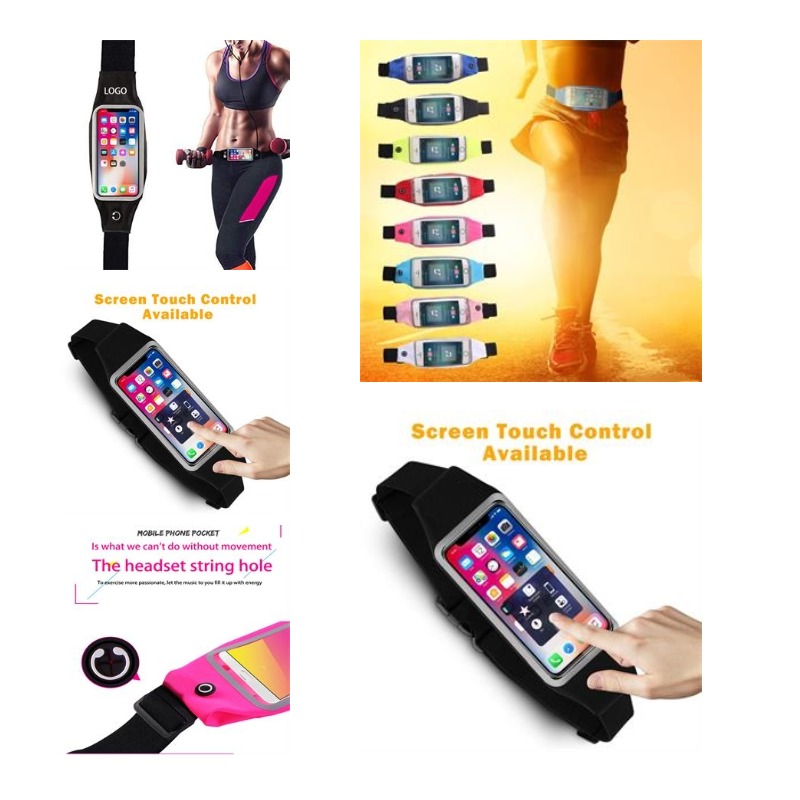 LOGO
Screen Touch Control
Available
MOBILE PHONE POCKET
Is what we can't do without movement
The headset string hole
To exercise more passionate, let the music to you fill it up with energy
Screen Touch Control
Available